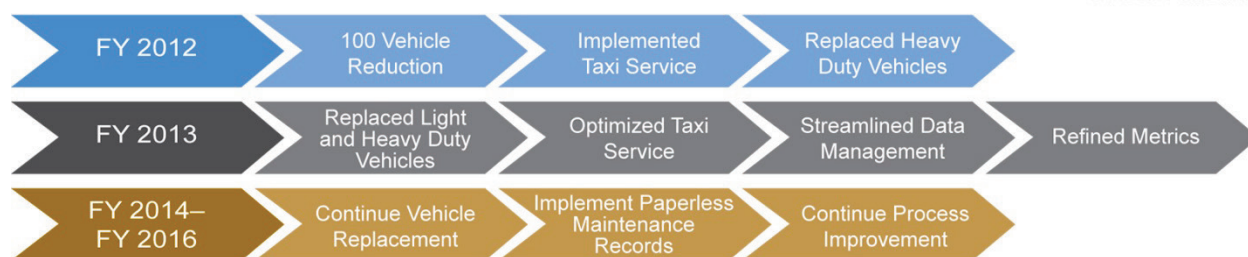 FY 2012
100 Vehicle
Reduction
Implemented
Taxi Service
Replaced Heavy
Duty Vehicles
FY 2013
Replaced Light
and Heavy Duty
Vehicles
Optimized Taxi
Service
Streamlined Data
Management
Refined Metrics
FY 2014–
FY 2016
Continue Vehicle
Replacement
Implement Paperless
Maintenance
Records
Continue Process
Improvement